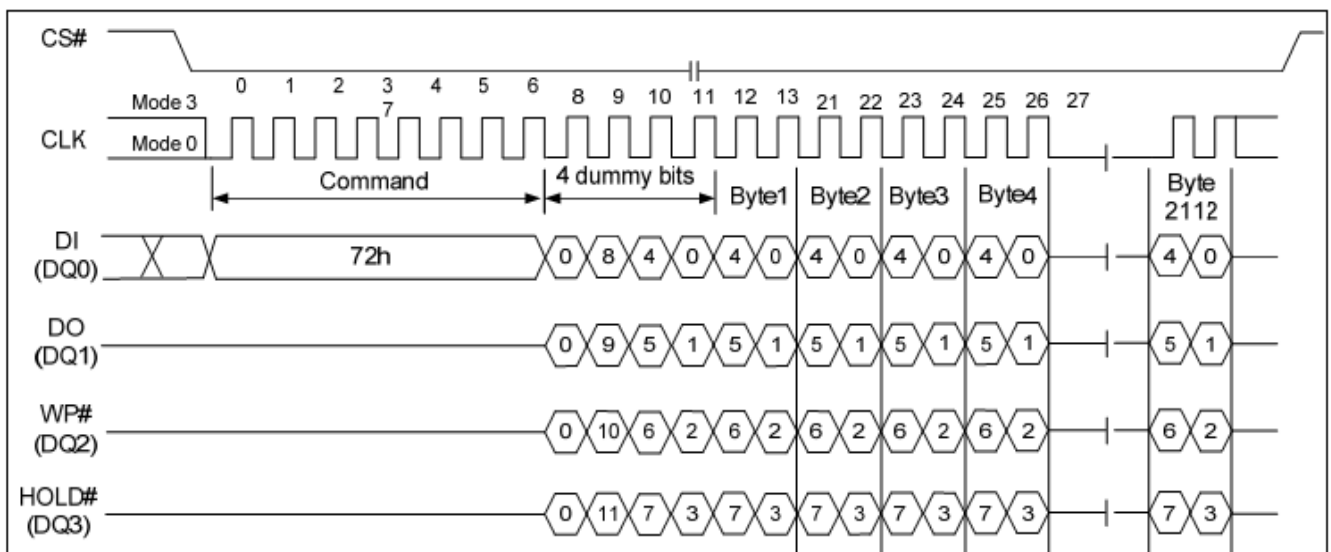 CS#
0 1 2 3 4 5 6 8 9 10 11 12 13 21 22 23 24 25 26 27
7
Mode 3
CLK
Mode 0
Command
4 dummy bits
Byte1 Byte2 Byte3 Byte4 Byte
2112
DI
(DQ0)
72h 0 8 4 0 4 0 4 0 4 0 4 0 4 0
DO
(DQ1)
0 9 5 1 5 1 5 1 5 1 5 1 5 1
WP#
(DQ2)
0 10 6 2 6 2 6 2 6 2 6 2 6 2
HOLD#
(DQ3)
0 11 7 3 7 3 7 3 7 3 7 3 7 3